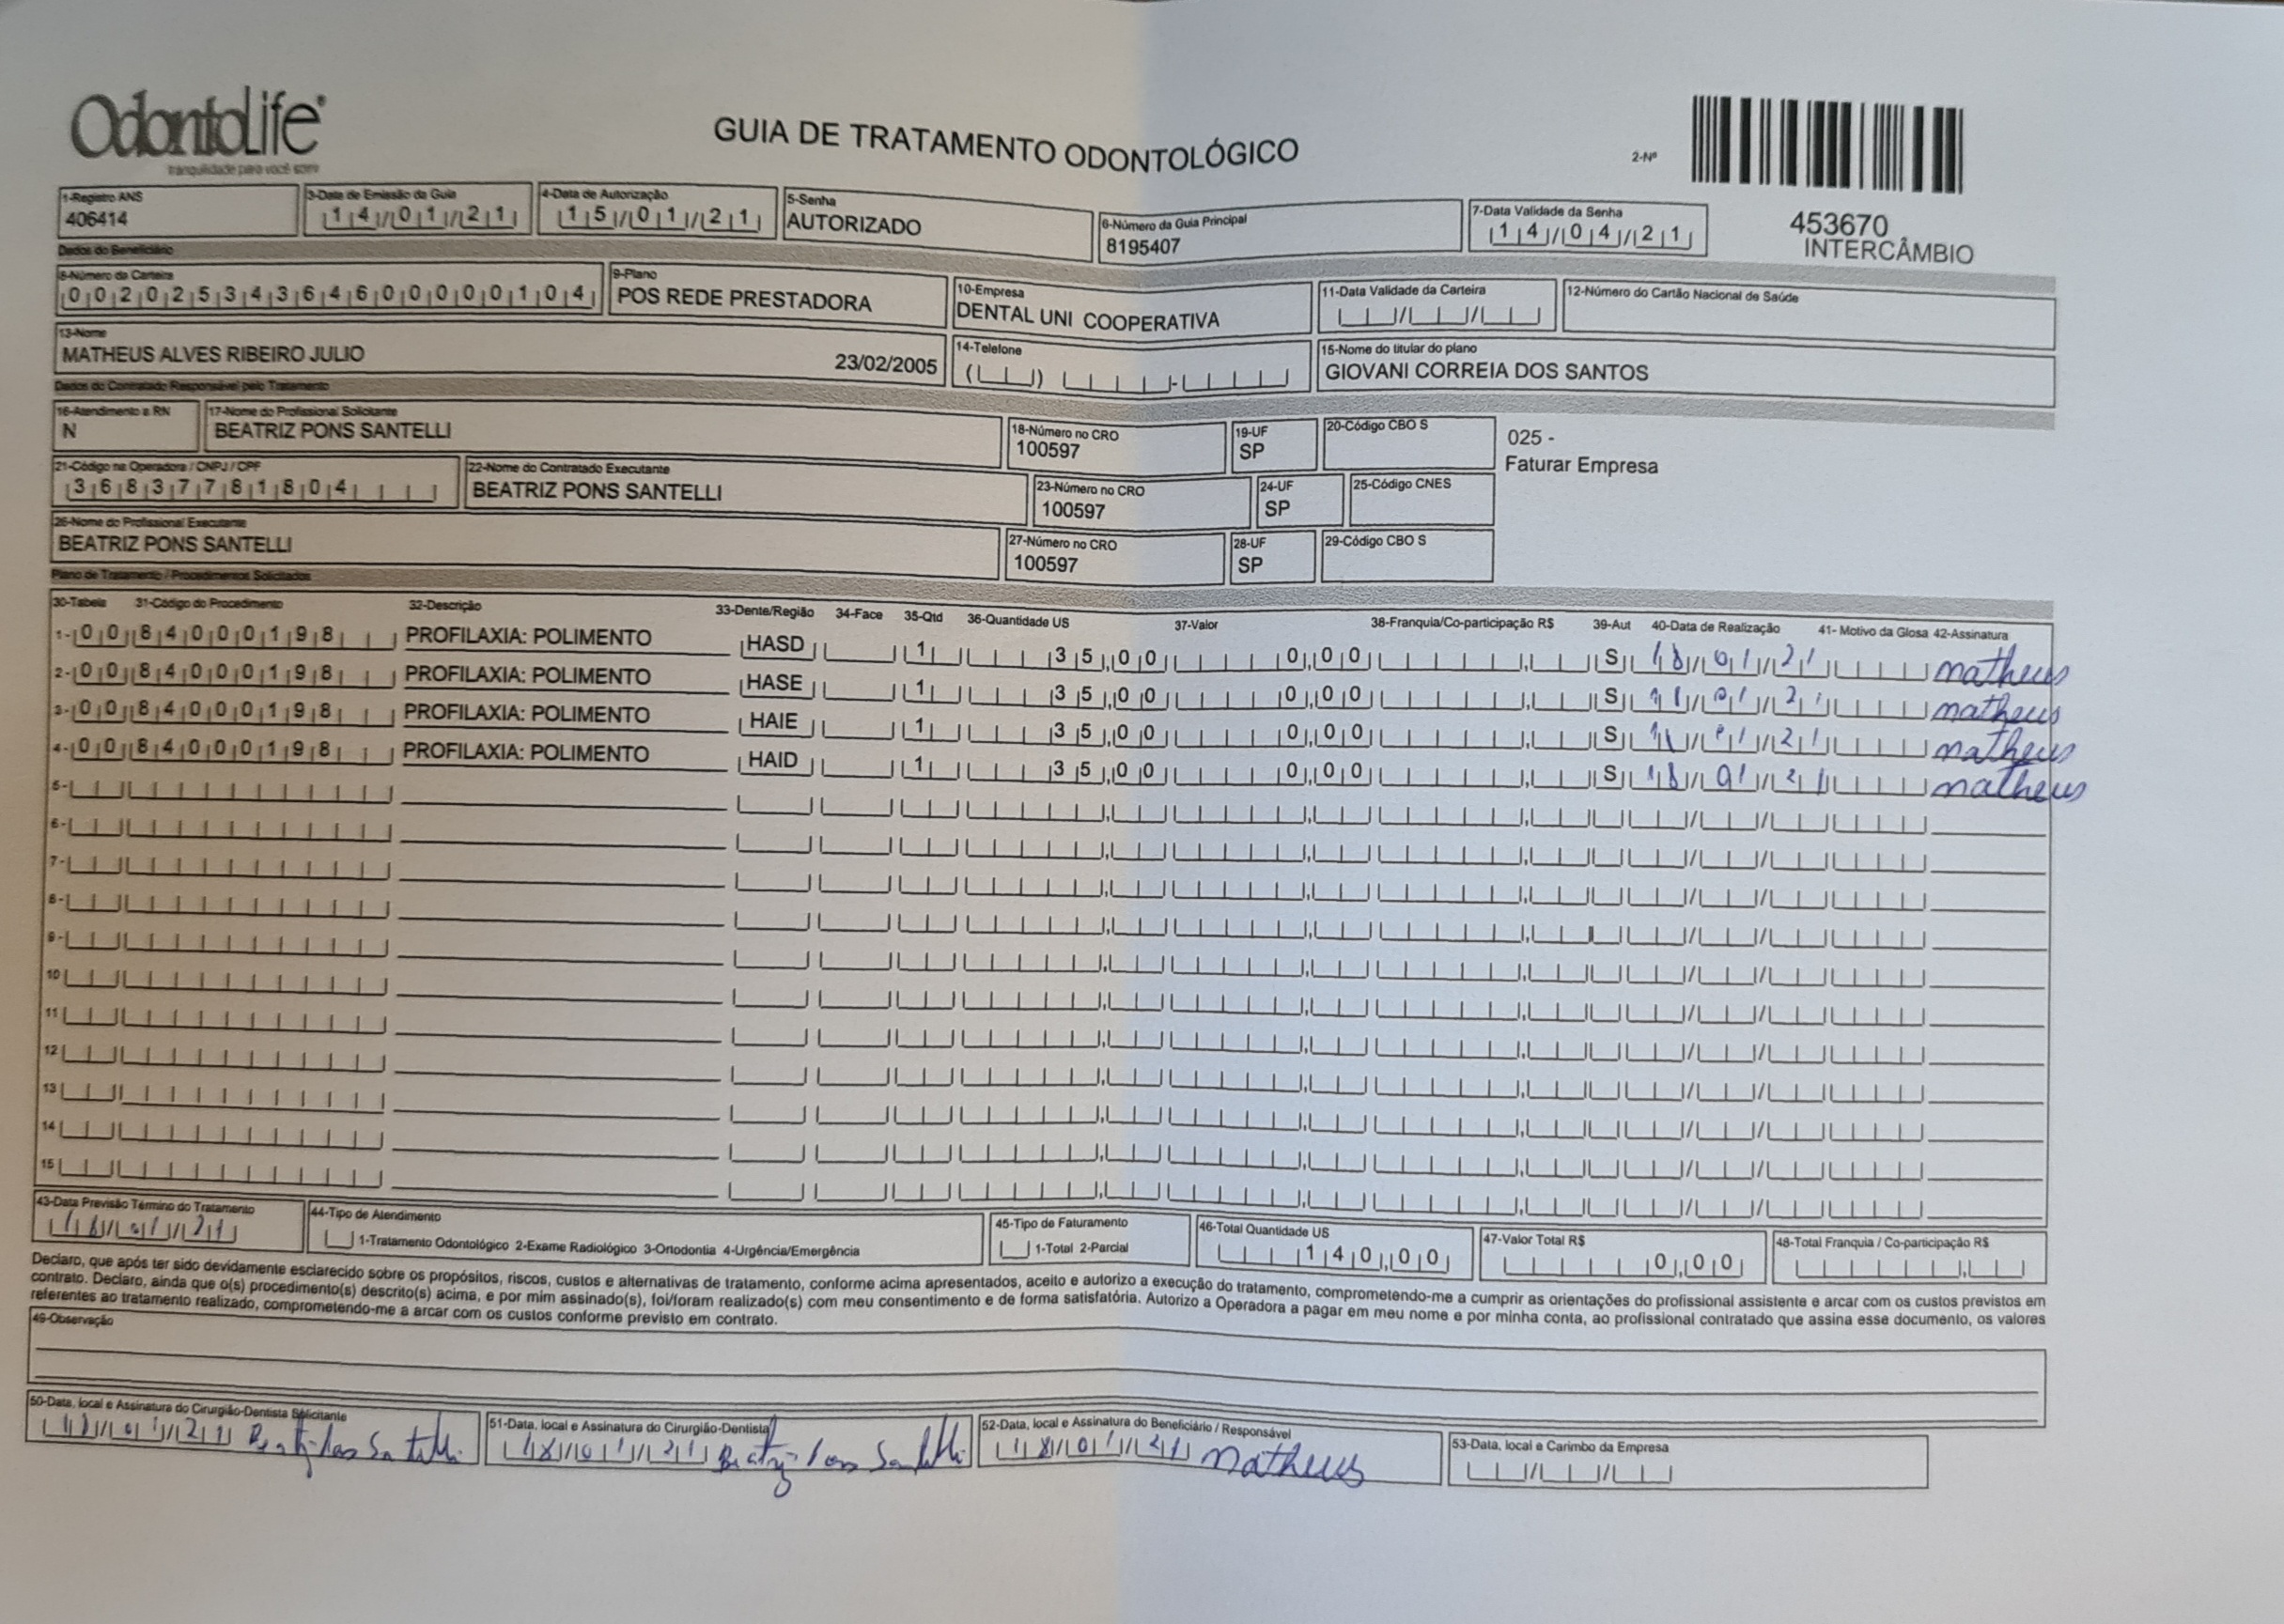 OdontoLife®
tranquilidade para você sorrir
GUIA DE TRATAMENTO ODONTOLÓGICO
2-Nº
453670
INTERCÂMBIO
1-Registro ANS
406414
3-Data de Emissão da Guia
14/01/21
4-Data de Autorização
15/01/21
5-Senha
AUTORIZADO
6-Número da Guia Principal
8195407
7-Data Validade da Senha
14/04/21
Dados do Beneficiário
8-Número da Carteira
00202534364600000104
9-Plano
POS REDE PRESTADORA
10-Empresa
DENTAL UNI COOPERATIVA
11-Data Validade da Carteira
12-Número do Cartão Nacional de Saúde
13-Nome
MATHEUS ALVES RIBEIRO JULIO 23/02/2005
14-Telefone
15-Nome do titular do plano
GIOVANI CORREIA DOS SANTOS
Dados do Contratado Responsável pelo Tratamento
16-Atendimento a RN
N
17-Nome do Profissional Solicitante
BEATRIZ PONS SANTELLI
18-Número no CRO
100597
19-UF
SP
20-Código CBO S
025 -
Faturar Empresa
21-Código na Operadora / CNPJ / CPF
36837781804
22-Nome do Contratado Executante
BEATRIZ PONS SANTELLI
23-Número no CRO
100597
24-UF
SP
25-Código CNES
26-Nome do Profissional Executante
BEATRIZ PONS SANTELLI
27-Número no CRO
100597
28-UF
SP
29-Código CBO S
Plano de Tratamento / Procedimentos Solicitados
30-Tabela 31-Código do Procedimento 32-Descrição 33-Dente/Região 34-Face 35-Qtd 36-Quantidade US 37-Valor 38-Franquia/Co-participação R$ 39-Aut 40-Data de Realização 41- Motivo da Glosa 42-Assinatura
1- 00 84000198 PROFILAXIA: POLIMENTO HASD 1 35,00 0,00 S 18/01/21 matheus
2- 00 84000198 PROFILAXIA: POLIMENTO HASE 1 35,00 0,00 S /01/21 matheus
3- 00 84000198 PROFILAXIA: POLIMENTO HAIE 1 35,00 0,00 S /01/21 matheus
4- 00 84000198 PROFILAXIA: POLIMENTO HAID 1 35,00 0,00 S 18/01/21 matheus
5-
6-
7-
8-
9-
10
11
12
13
14
15
43-Data Previsão Término do Tratamento
18/01/21
44-Tipo de Atendimento
1-Tratamento Odontológico 2-Exame Radiológico 3-Ortodontia 4-Urgência/Emergência
45-Tipo de Faturamento
1-Total 2-Parcial
46-Total Quantidade US
140,00
47-Valor Total R$
0,00
48-Total Franquia / Co-participação R$
Declaro, que após ter sido devidamente esclarecido sobre os propósitos, riscos, custos e alternativas de tratamento, conforme acima apresentados, aceito e autorizo a execução do tratamento, comprometendo-me a cumprir as orientações do profissional assistente e arcar com os custos previstos em
contrato. Declaro, ainda que o(s) procedimento(s) descrito(s) acima, e por mim assinado(s), foi/foram realizado(s) com meu consentimento e de forma satisfatória. Autorizo a Operadora a pagar em meu nome e por minha conta, ao profissional contratado que assina esse documento, os valores
referentes ao tratamento realizado, comprometendo-me a arcar com os custos conforme previsto em contrato.
49-Observação
50-Data, local e Assinatura do Cirurgião-Dentista Solicitante
18/01/21 Beatriz Pons Santelli
51-Data, local e Assinatura do Cirurgião-Dentista
18/01/21 Beatriz Pons Santelli
52-Data, local e Assinatura do Beneficiário / Responsável
18/01/21 Matheus
53-Data, local e Carimbo da Empresa